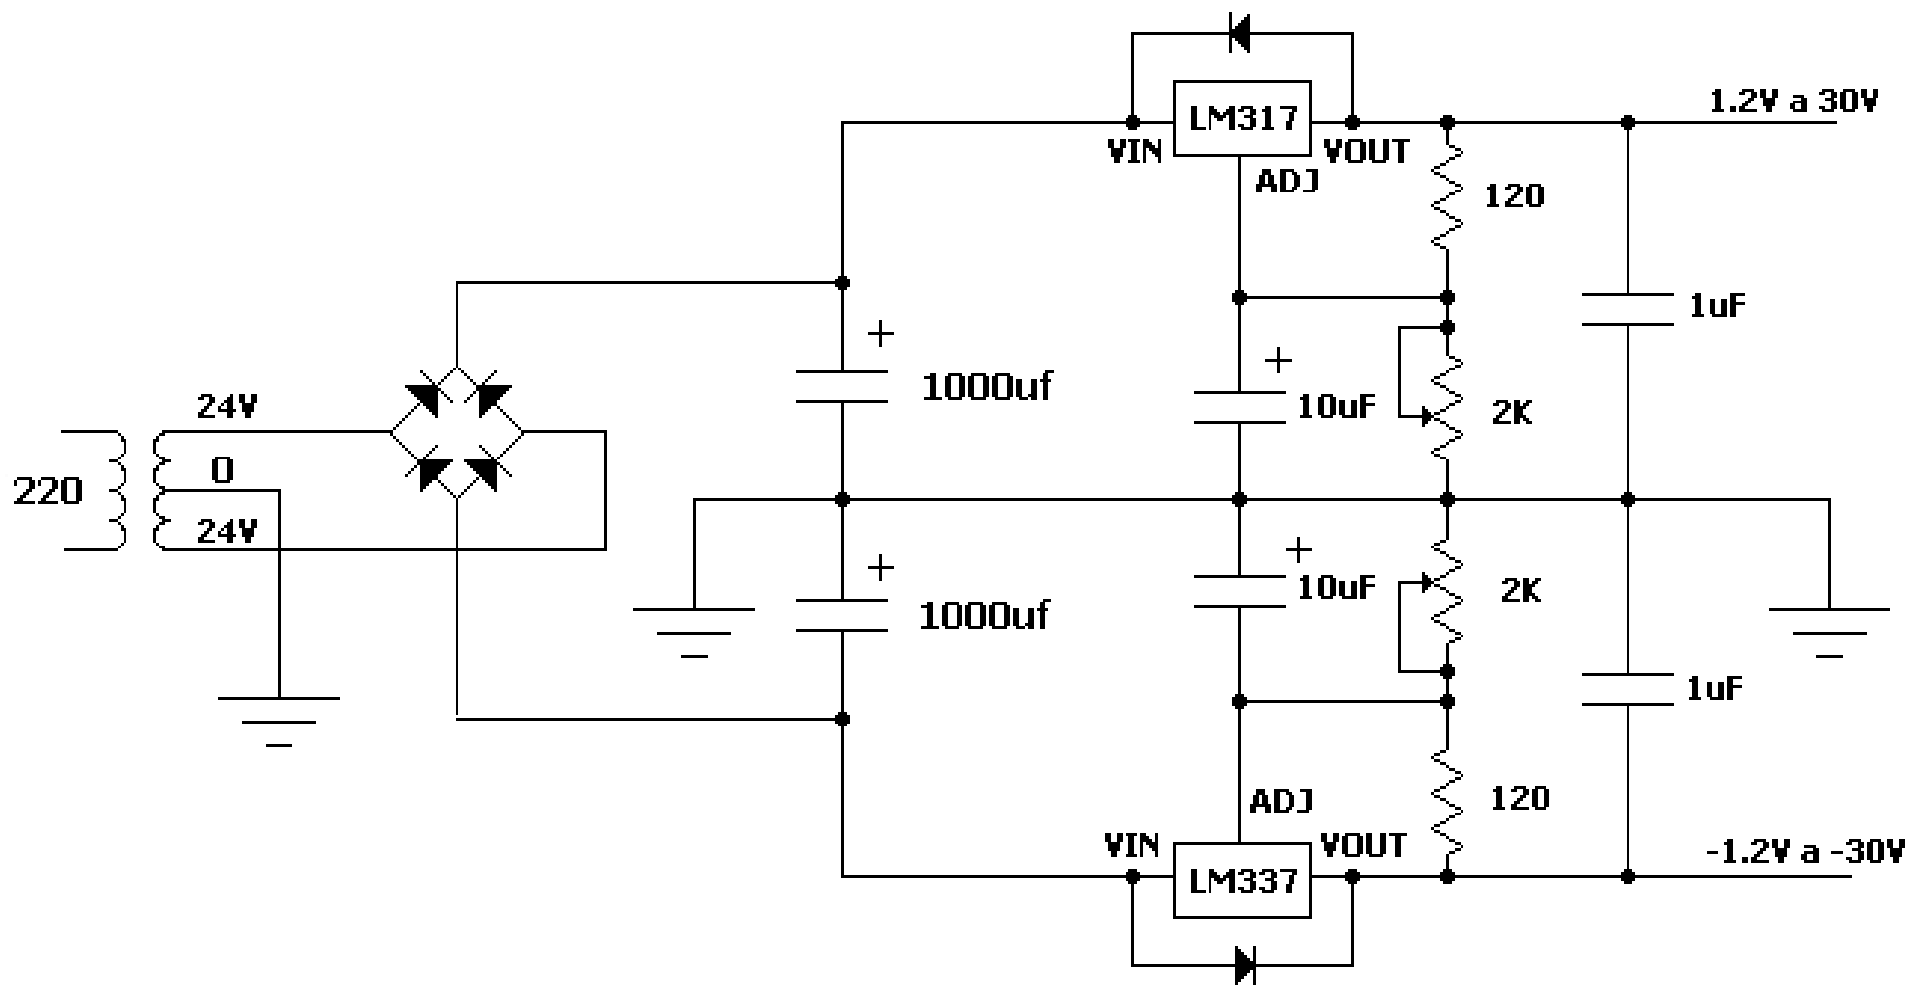 1.2V a 30V
LM317
VIN
VOUT
ADJ
120
+
1uF
+
1000uf
+
10uF
2K
24V
0
220
24V
+
1000uf
+
10uF
2K
1uF
ADJ
120
VIN
VOUT
-1.2V a -30V
LM337